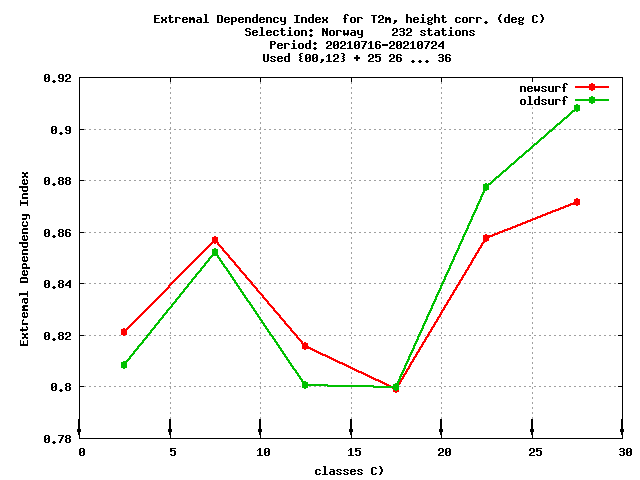 Extremal Dependency Index  for T2m, height corr. (deg C)
Selection: Norway    232 stations
Period: 20210716-20210724
Used {00,12} + 25 26 ... 36
newsurf
oldsurf
0.92
0.9
0.88
0.86
0.84
0.82
0.8
0.78
Extremal Dependency Index
0 5 10 15 20 25 30
classes C)